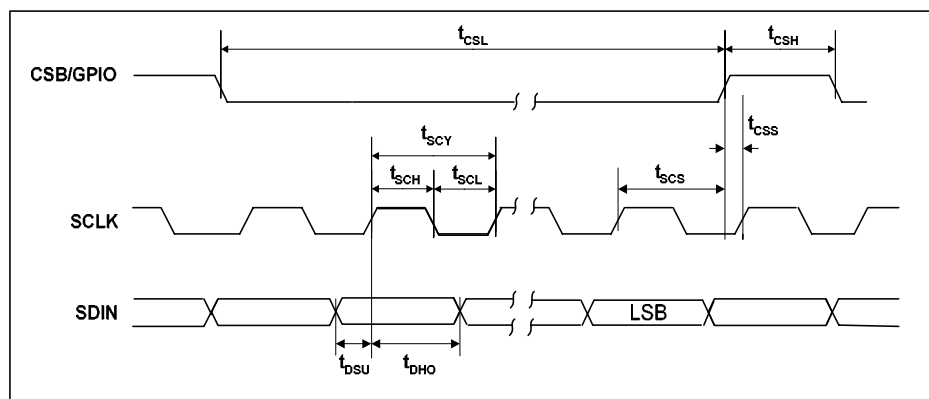 tCSL
tCSH
CSB/GPIO
tCSS
tSCY
tSCH
tSCL
tSCS
SCLK
SDIN
LSB
tDSU
tDHO